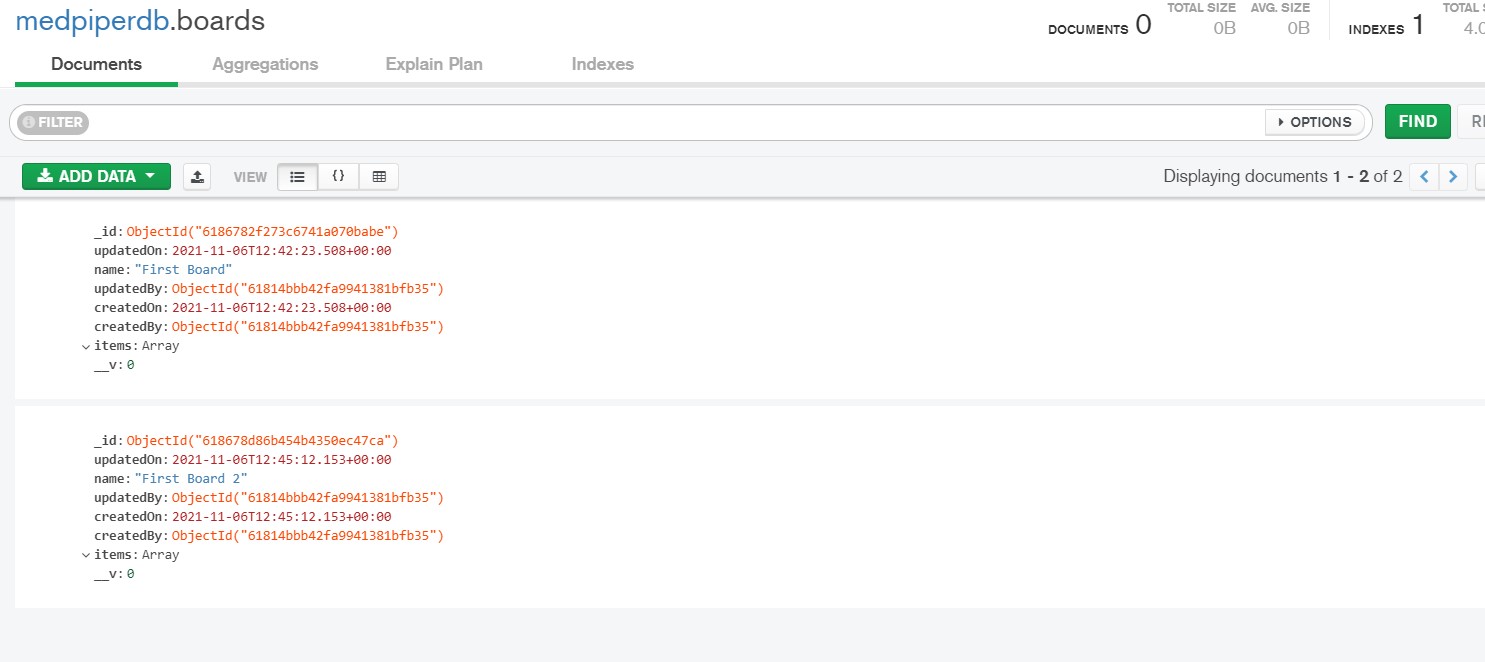 medpiperdb.boards
DOCUMENTS 0 TOTAL SIZE 0B AVG. SIZE 0B INDEXES 1 TOTAL 4.0
Documents Aggregations Explain Plan Indexes
FILTER OPTIONS FIND
ADD DATA VIEW {} Displaying documents 1 - 2 of 2
_id: ObjectId("6186782f273c6741a070babe")
updatedOn: 2021-11-06T12:42:23.508+00:00
name: "First Board"
updatedBy: ObjectId("61814bbb42fa9941381bfb35")
createdOn: 2021-11-06T12:42:23.508+00:00
createdBy: ObjectId("61814bbb42fa9941381bfb35")
items: Array
__v: 0
_id: ObjectId("618678d86b454b4350ec47ca")
updatedOn: 2021-11-06T12:45:12.153+00:00
name: "First Board 2"
updatedBy: ObjectId("61814bbb42fa9941381bfb35")
createdOn: 2021-11-06T12:45:12.153+00:00
createdBy: ObjectId("61814bbb42fa9941381bfb35")
items: Array
__v: 0